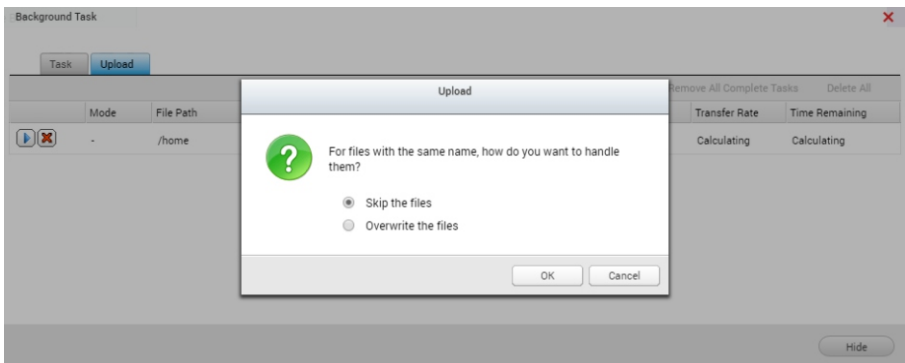 Background Task
Task Upload
Remove All Complete Tasks Delete All
Mode File Path Transfer Rate Time Remaining
- /home Calculating Calculating
Upload
For files with the same name, how do you want to handle
them?
Skip the files
Overwrite the files
OK Cancel
Hide